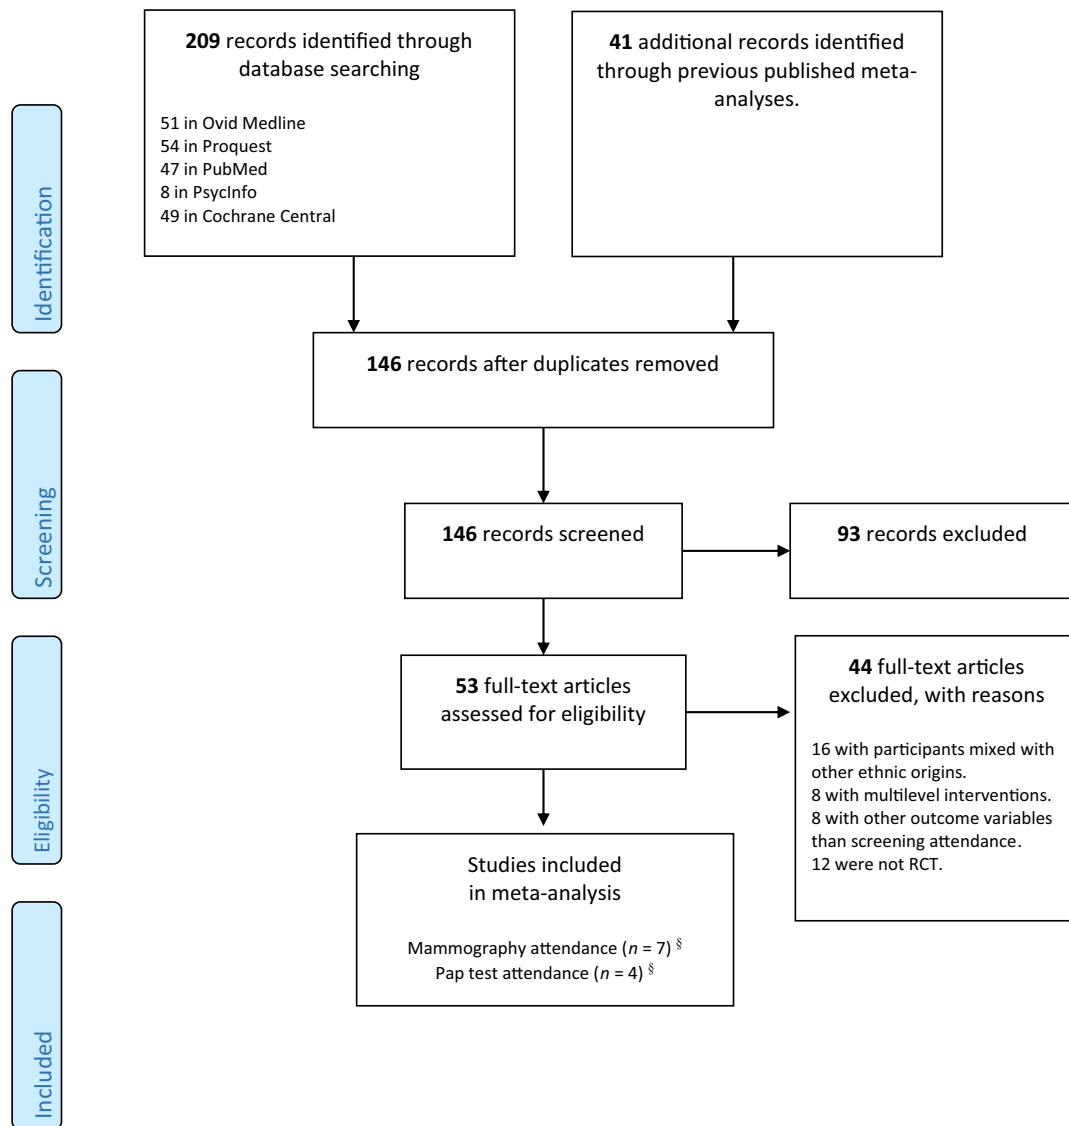 209 records identified through
database searching
51 in Ovid Medline
54 in Proquest
47 in PubMed
8 in PsycInfo
49 in Cochrane Central
41 additional records identified
through previous published meta-
analyses.
Identification
146 records after duplicates removed
Screening
146 records screened
93 records excluded
Eligibility
53 full-text articles
assessed for eligibility
44 full-text articles
excluded, with reasons
16 with participants mixed with
other ethnic origins.
8 with multilevel interventions.
8 with other outcome variables
than screening attendance.
12 were not RCT.
Included
Studies included
in meta-analysis
Mammography attendance (n = 7) §
Pap test attendance (n = 4) §